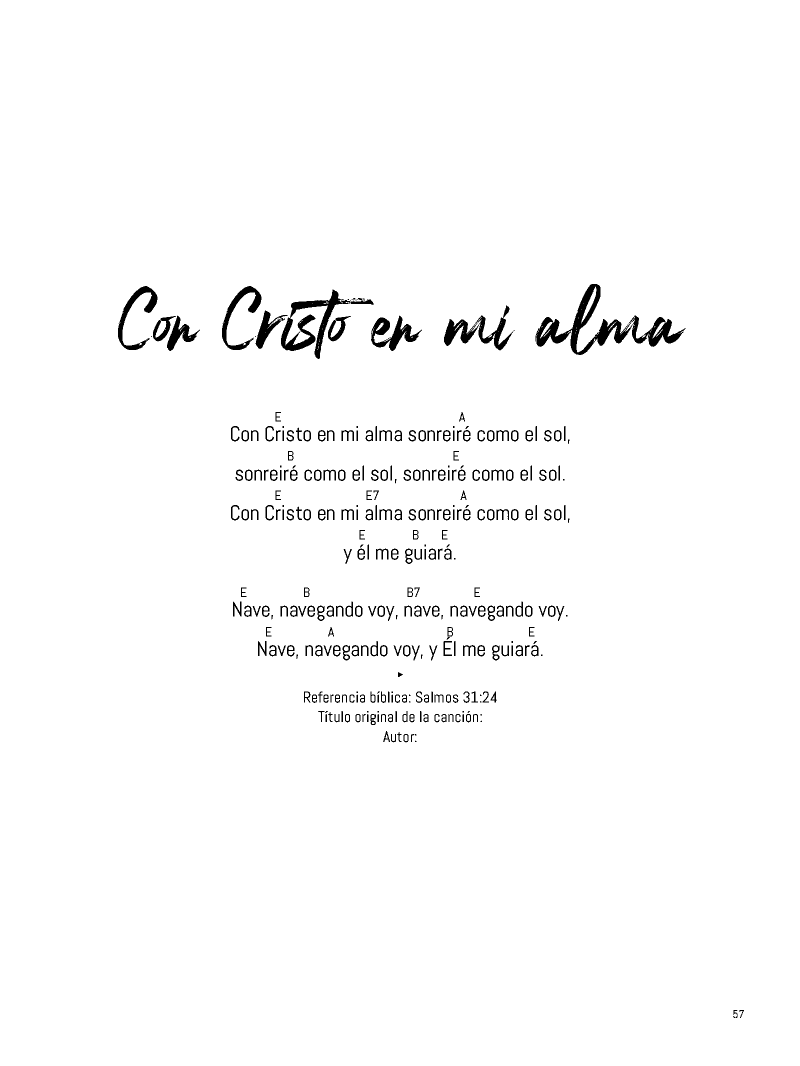 Con Cristo en mi alma
E A
Con Cristo en mi alma sonreiré como el sol,
B E
sonreiré como el sol, sonreiré como el sol.
E E7 A
Con Cristo en mi alma sonreiré como el sol,
E B E
y él me guiará.
E B B7 E
Nave, navegando voy, nave, navegando voy.
E A B E
Nave, navegando voy, y Él me guiará.
Referencia bíblica: Salmos 31:24
Título original de la canción:
Autor:
57